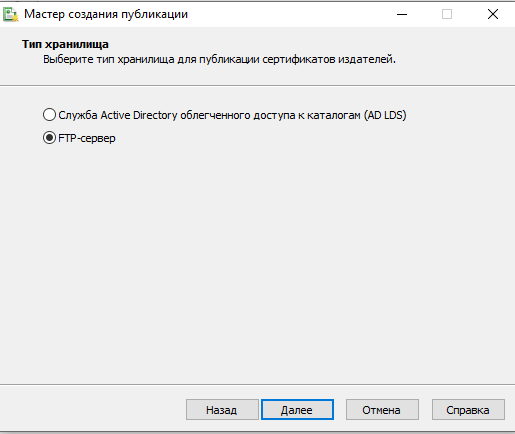 Мастер создания публикации
Тип хранилища
Выберите тип хранилища для публикации сертификатов издателей.
Служба Active Directory облегченного доступа к каталогам (AD LDS)
FTP-сервер
Назад
Далее
Отмена
Справка